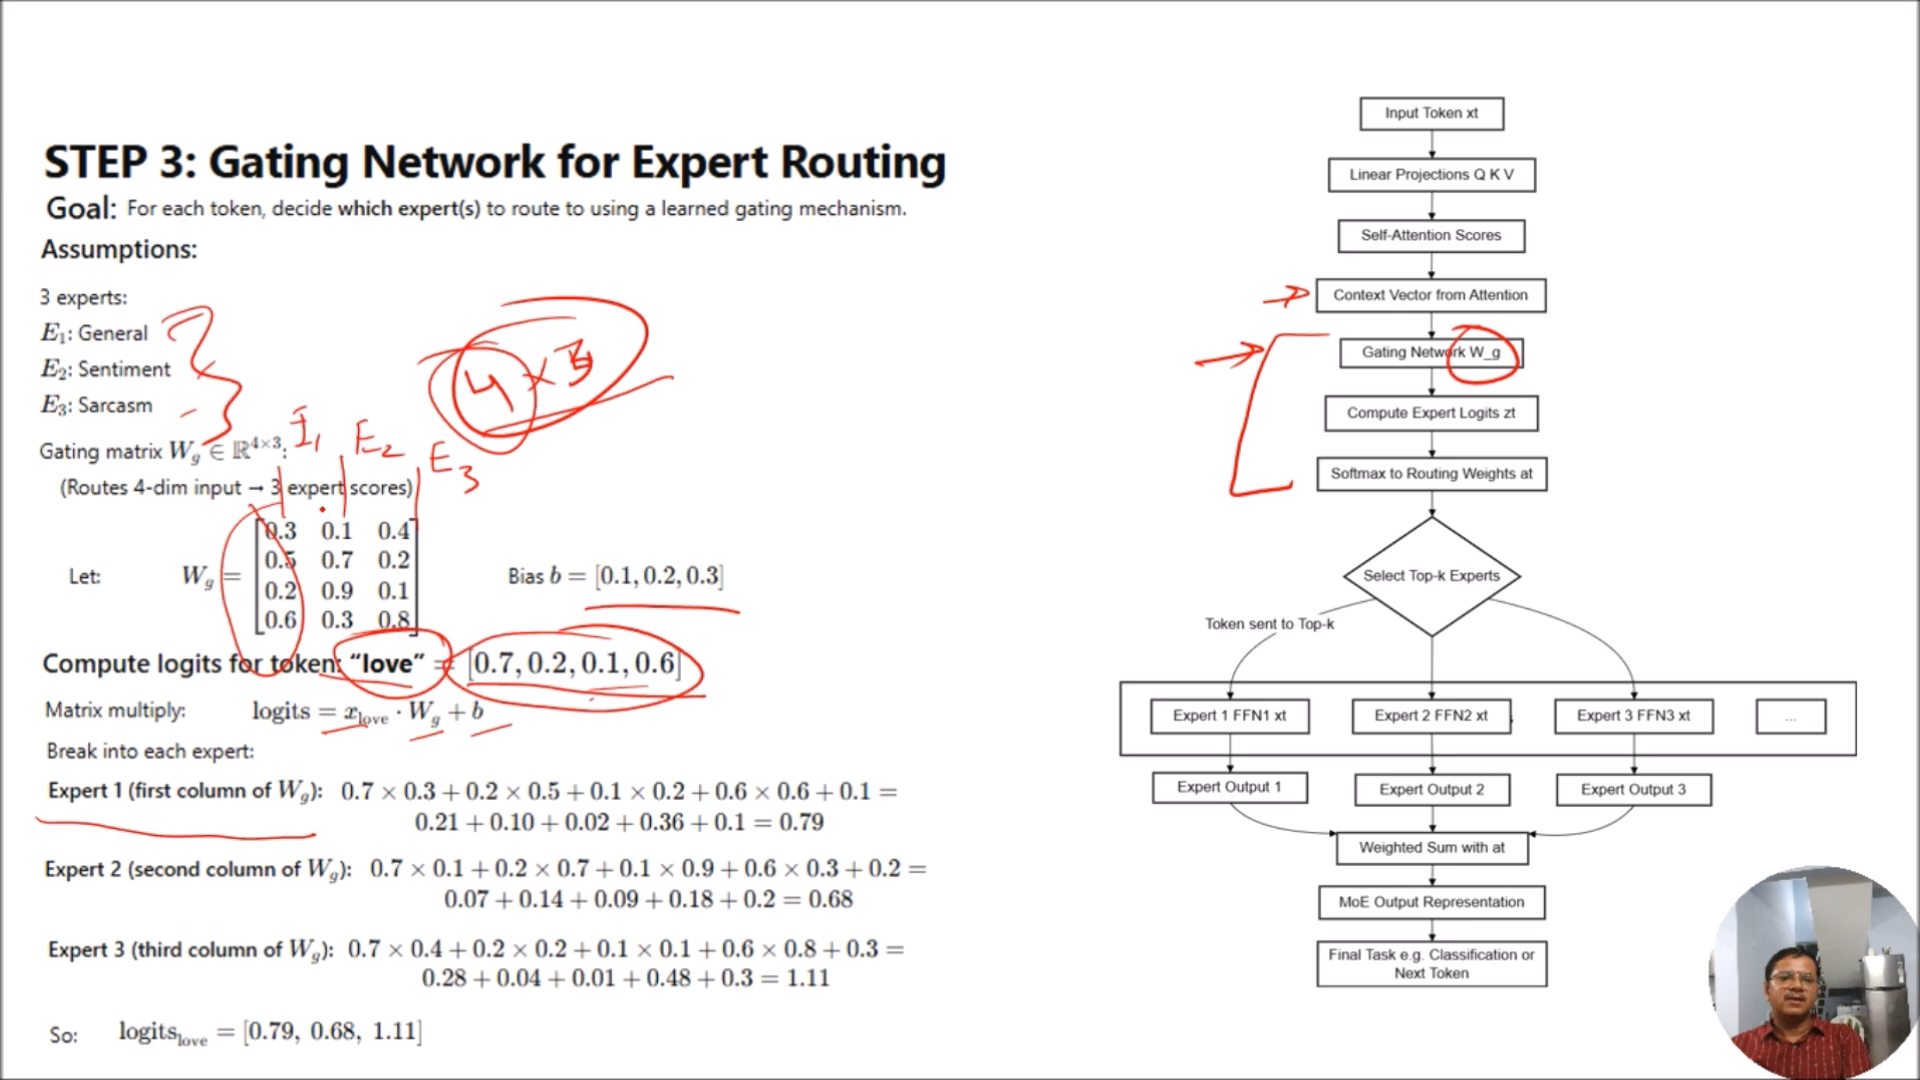 STEP 3: Gating Network for Expert Routing
Goal: For each token, decide which expert(s) to route to using a learned gating mechanism.
Assumptions:
3 experts:
E₁: General
E₂: Sentiment
E₃: Sarcasm
4 × 3
Gating matrix W_g ∈ ℝ^{4×3}:
E₂
E₃
(Routes 4-dim input → 3 expert scores)
Let: W_g =
0.3 0.1 0.4
0.5 0.7 0.2
0.2 0.9 0.1
0.6 0.3 0.8
Bias b = [0.1, 0.2, 0.3]
Compute logits for token: “love” = [0.7, 0.2, 0.1, 0.6]
Matrix multiply: logits = x_love · W_g + b
Break into each expert:
Expert 1 (first column of W_g): 0.7 × 0.3 + 0.2 × 0.5 + 0.1 × 0.2 + 0.6 × 0.6 + 0.1 =
0.21 + 0.10 + 0.02 + 0.36 + 0.1 = 0.79
Expert 2 (second column of W_g): 0.7 × 0.1 + 0.2 × 0.7 + 0.1 × 0.9 + 0.6 × 0.3 + 0.2 =
0.07 + 0.14 + 0.09 + 0.18 + 0.2 = 0.68
Expert 3 (third column of W_g): 0.7 × 0.4 + 0.2 × 0.2 + 0.1 × 0.1 + 0.6 × 0.8 + 0.3 =
0.28 + 0.04 + 0.01 + 0.48 + 0.3 = 1.11
So: logits_love = [0.79, 0.68, 1.11]
Input Token xt
Linear Projections Q K V
Self-Attention Scores
Context Vector from Attention
Gating Network W_g
Compute Expert Logits zt
Softmax to Routing Weights at
Select Top-k Experts
Token sent to Top-k
Expert 1 FFN1 xt
Expert 2 FFN2 xt
Expert 3 FFN3 xt
...
Expert Output 1
Expert Output 2
Expert Output 3
Weighted Sum with at
MoE Output Representation
Final Task e.g. Classification or
Next Token